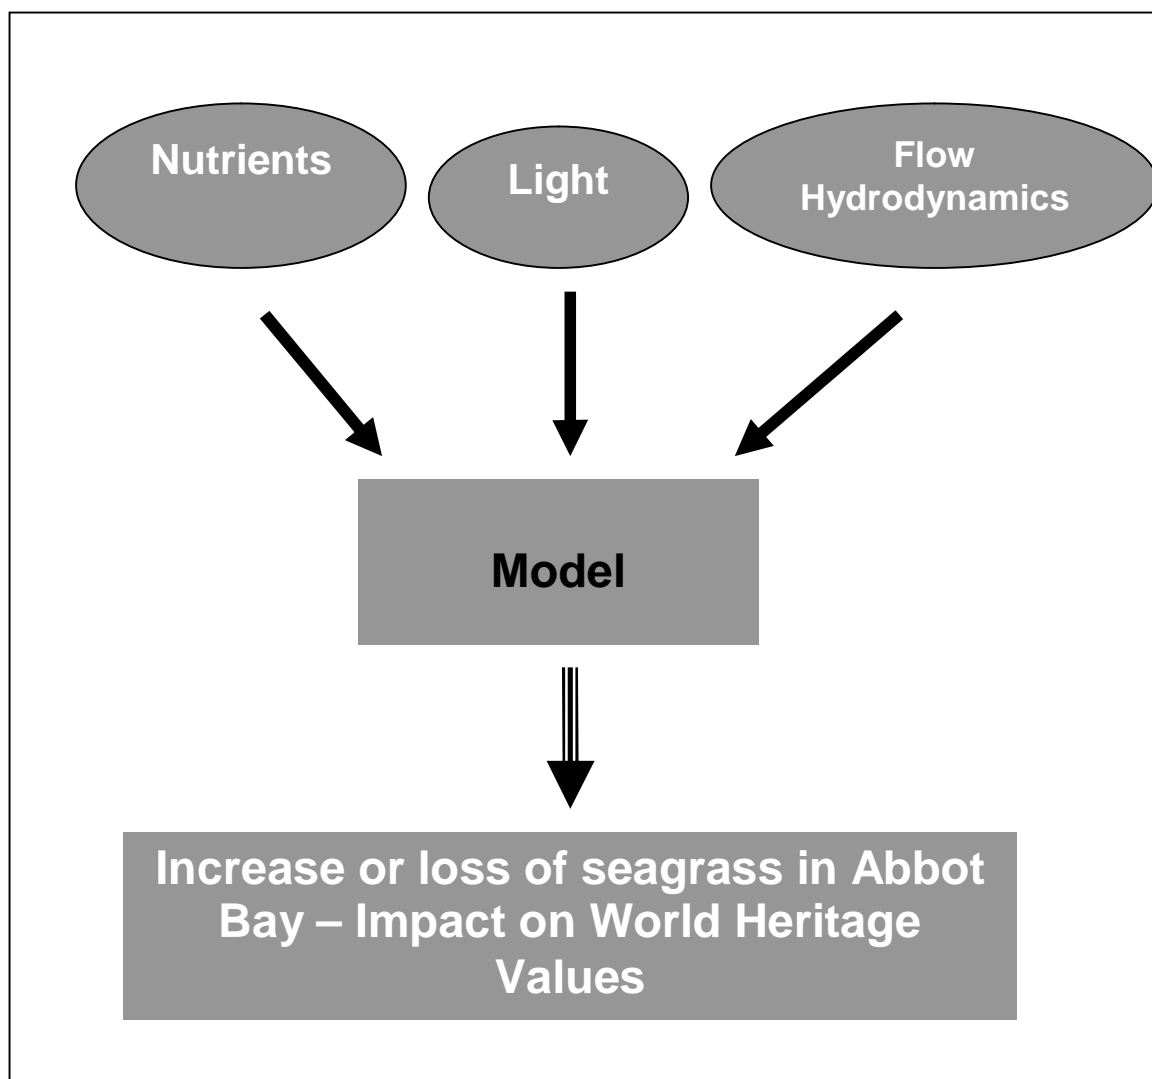 Nutrients
Light
Flow
Hydrodynamics
Model
Increase or loss of seagrass in Abbot
Bay – Impact on World Heritage
Values